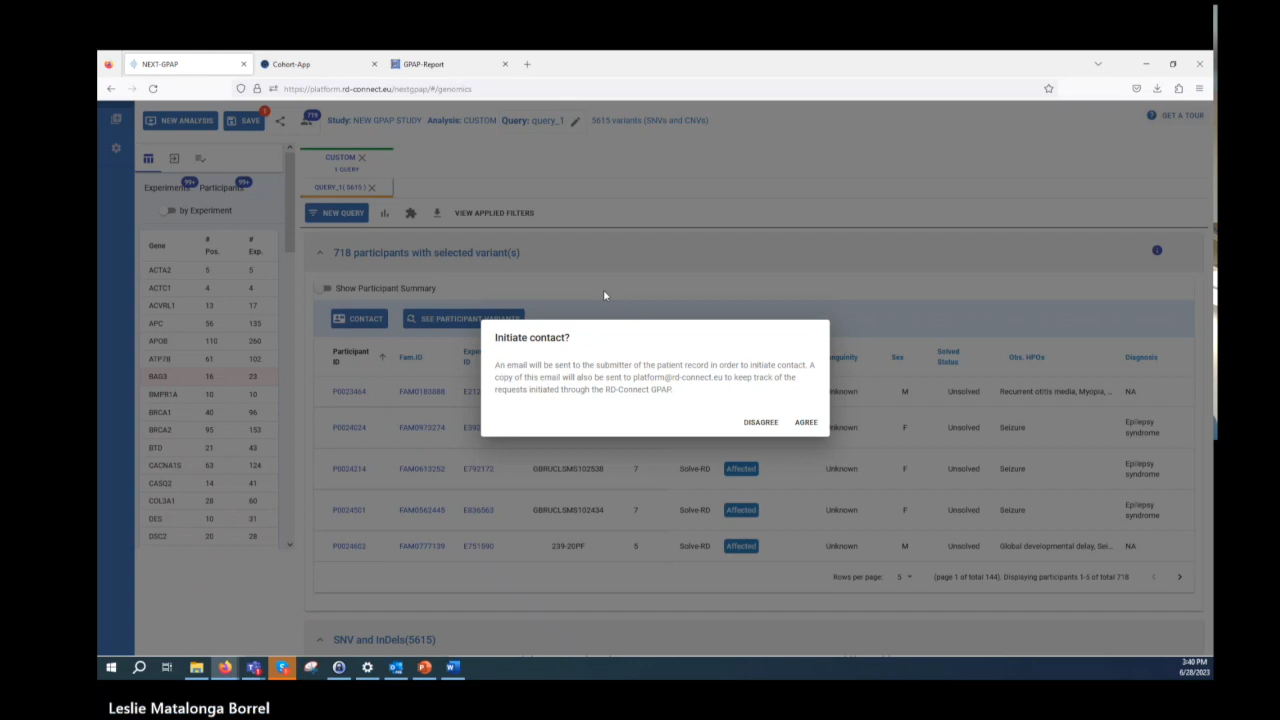 NEXT-GPAP
Cohort-App
GPAP-Report
https://platform.rd-connect.eu/nextgpap/#/genomics
NEW ANALYSIS
SAVE
1
719
Study: NEW GPAP STUDY Analysis: CUSTOM Query: query_1
5615 variants (SNVs and CNVs)
GET A TOUR
CUSTOM
1 QUERY
QUERY_1( 5615 )
Experiments 99+ Participants 99+
by Experiment
NEW QUERY
VIEW APPLIED FILTERS
Gene # Pos. # Exp.
ACTA2 5 5
ACTC1 4 4
ACVRL1 13 17
APC 56 135
APOB 110 260
ATP7B 61 102
BAG3 16 23
BMPR1A 10 10
BRCA1 40 96
BRCA2 95 153
BTD 21 43
CACNA1S 63 124
CASQ2 14 41
COL3A1 28 60
DES 10 31
DSC2 20 28
718 participants with selected variant(s)
Show Participant Summary
CONTACT
SEE PARTICIPANT VARIANTS
Participant ID
Fam.ID
Sex
Solved Status
Obs. HPOs
Diagnosis
P0023464 FAM0183888 M Unsolved Recurrent otitis media, Myopia, ... NA
P0024024 FAM0973274 F Unsolved Seizure Epilepsy syndrome
P0024214 FAM0613252 E792172 GBRUCLSMS102538 7 Solve-RD Affected Unknown F Unsolved Seizure Epilepsy syndrome
P0024501 FAM0562445 E836563 GBRUCLSMS102434 7 Solve-RD Affected Unknown F Unsolved Seizure Epilepsy syndrome
P0024602 FAM0777139 E751590 239-20PF 5 Solve-RD Affected Unknown M Unsolved Global developmental delay, Sei... NA
Rows per page: 5 (page 1 of total 144). Displaying participants 1-5 of total 718
SNV and InDels(5615)
Initiate contact?
An email will be sent to the submitter of the patient record in order to initiate contact. A
copy of this email will also be sent to platform@rd-connect.eu to keep track of the
requests initiated through the RD-Connect GPAP.
DISAGREE AGREE
3:40 PM
6/28/2023
Leslie Matalonga Borrel